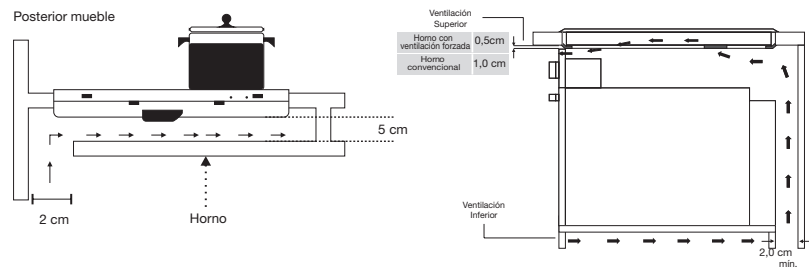 Posterior mueble
5 cm
2 cm
Horno
Ventilación
Superior
Horno con
ventilación forzada
0,5cm
Horno
convencional
1,0 cm
Ventilación
Inferior
2,0 cm
mín.